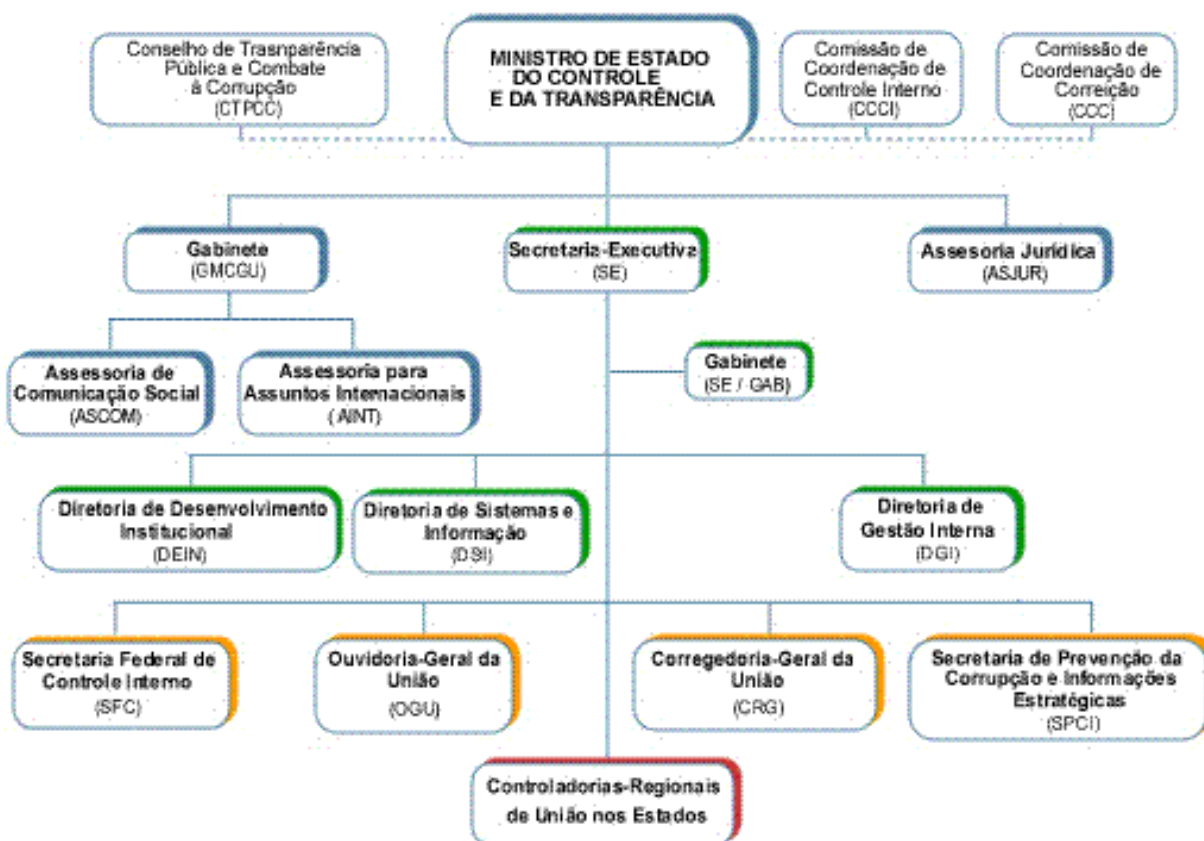 Conselho de Trasnparência
Pública e Combate
à Corrupção
(CTPCC)
MINISTRO DE ESTADO
DO CONTROLE
E DA TRANSPARÊNCIA
Comissão de
Coordenação de
Controle Interno
(CCCI)
Comissão de
Coordenação de
Correição
(CCC)
Gabinete
(GMCGU)
Secretaria-Executiva
(SE)
Assesoria Jurídica
(ASJUR)
Assessoria de
Comunicação Social
(ASCOM)
Assessoria para
Assuntos Internacionais
( AINT)
Gabinete
(SE / GAB)
Diretoria de Desenvolvimento
Institucional
(DEIN)
Diretoria de Sistemas e
Informação
(DSI)
Diretoria de
Gestão Interna
(DGI)
Secretaria Federal de
Controle Interno
(SFC)
Ouvidoria-Geral da
União
(OGU)
Corregedoria-Geral da
União
(CRG)
Secretaria de Prevenção da
Corrupção e Informações
Estratégicas
(SPCI)
Controladorias-Regionais
de União nos Estados